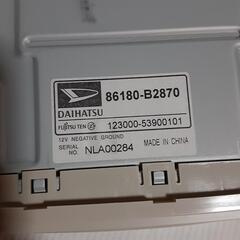 86180-B2870
DAIHATSU
FUJITSU TEN
123000-53900101
12V NEGATIVE GROUND
SERIAL NO. NLA00284
MADE IN CHINA